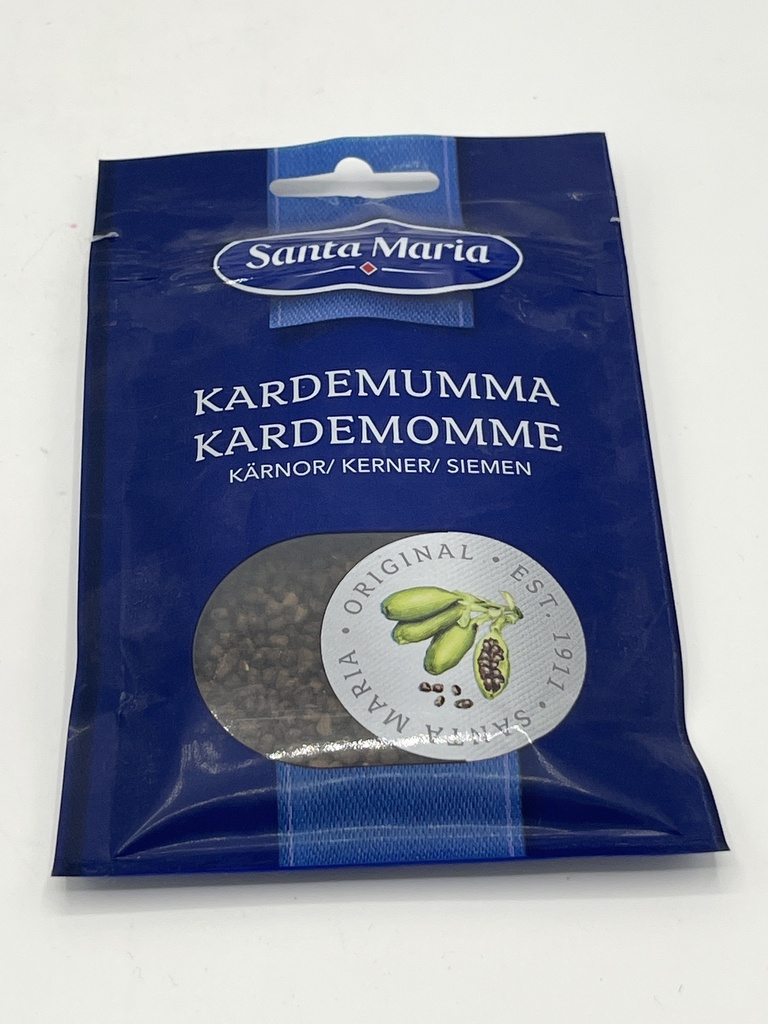 Santa Maria
KARDEMUMMA
KARDEMOMME
KÄRNOR/ KERNER/ SIEMEN
ORIGINAL • EST. 1911 • SANTA MARIA •